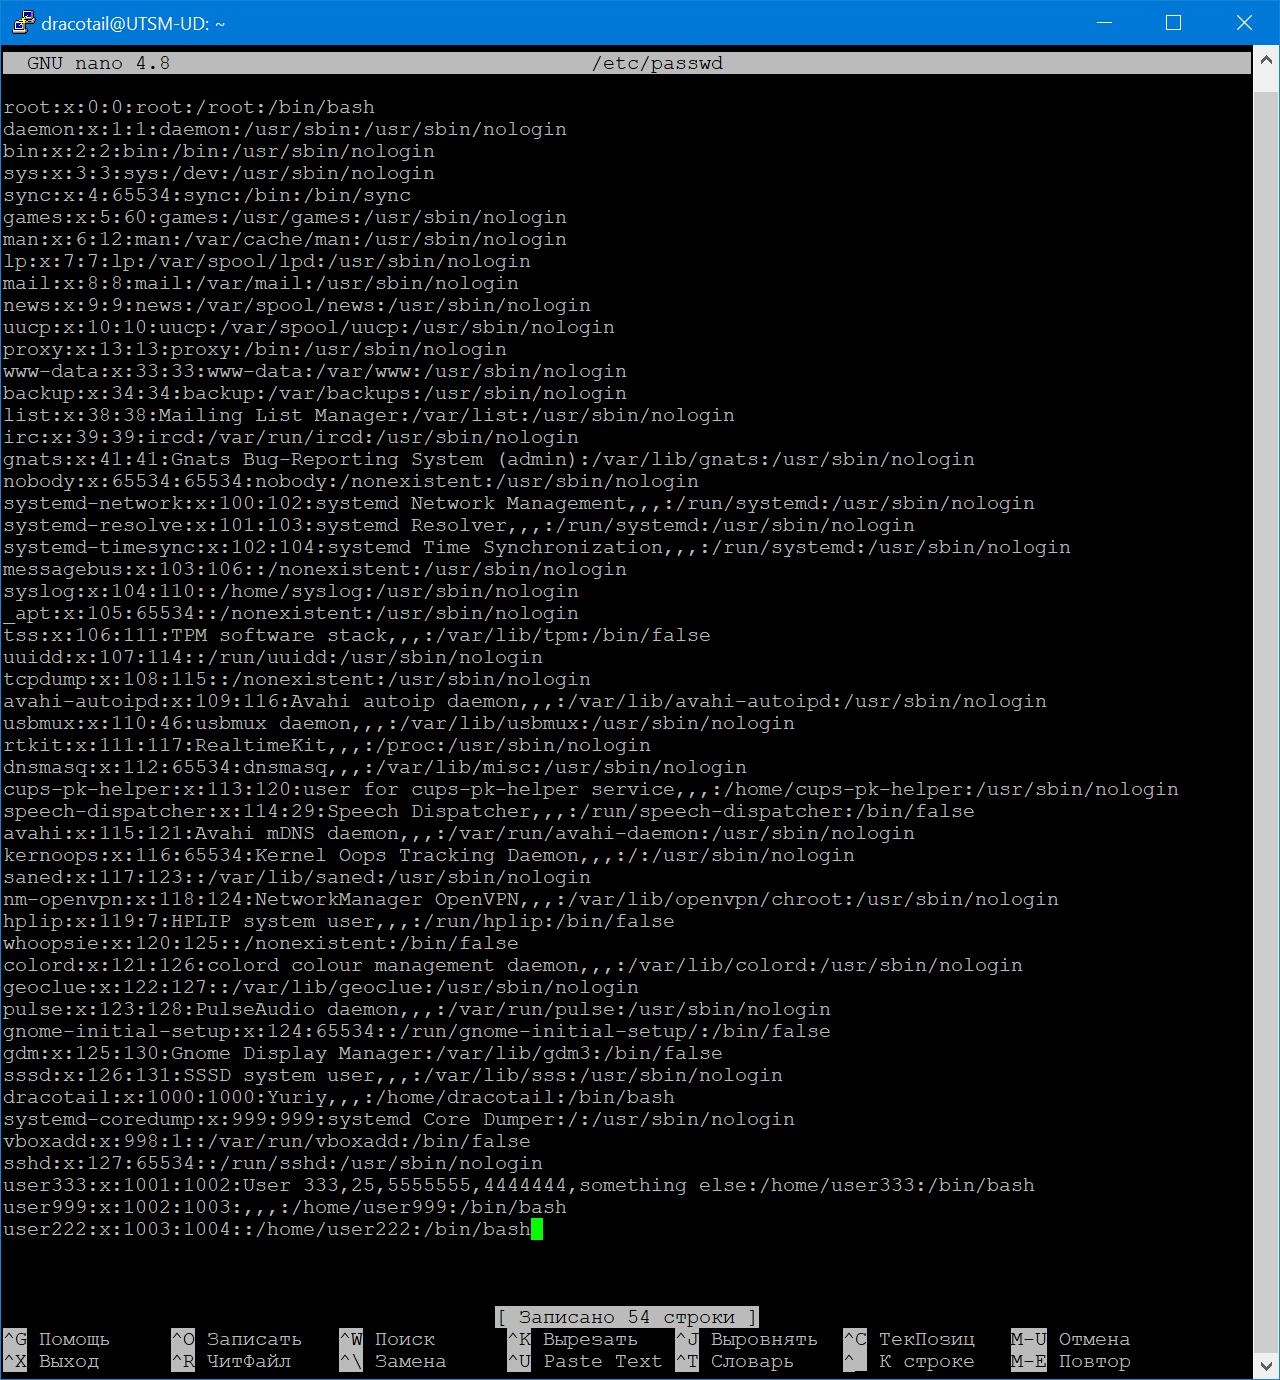 dracotail@UTSM-UD: ~
GNU nano 4.8 /etc/passwd
root:x:0:0:root:/root:/bin/bash
daemon:x:1:1:daemon:/usr/sbin:/usr/sbin/nologin
bin:x:2:2:bin:/bin:/usr/sbin/nologin
sys:x:3:3:sys:/dev:/usr/sbin/nologin
sync:x:4:65534:sync:/bin:/bin/sync
games:x:5:60:games:/usr/games:/usr/sbin/nologin
man:x:6:12:man:/var/cache/man:/usr/sbin/nologin
lp:x:7:7:lp:/var/spool/lpd:/usr/sbin/nologin
mail:x:8:8:mail:/var/mail:/usr/sbin/nologin
news:x:9:9:news:/var/spool/news:/usr/sbin/nologin
uucp:x:10:10:uucp:/var/spool/uucp:/usr/sbin/nologin
proxy:x:13:13:proxy:/bin:/usr/sbin/nologin
www-data:x:33:33:www-data:/var/www:/usr/sbin/nologin
backup:x:34:34:backup:/var/backups:/usr/sbin/nologin
list:x:38:38:Mailing List Manager:/var/list:/usr/sbin/nologin
irc:x:39:39:ircd:/var/run/ircd:/usr/sbin/nologin
gnats:x:41:41:Gnats Bug-Reporting System (admin):/var/lib/gnats:/usr/sbin/nologin
nobody:x:65534:65534:nobody:/nonexistent:/usr/sbin/nologin
systemd-network:x:100:102:systemd Network Management,,,:/run/systemd:/usr/sbin/nologin
systemd-resolve:x:101:103:systemd Resolver,,,:/run/systemd:/usr/sbin/nologin
systemd-timesync:x:102:104:systemd Time Synchronization,,,:/run/systemd:/usr/sbin/nologin
messagebus:x:103:106::/nonexistent:/usr/sbin/nologin
syslog:x:104:110::/home/syslog:/usr/sbin/nologin
_apt:x:105:65534::/nonexistent:/usr/sbin/nologin
tss:x:106:111:TPM software stack,,,:/var/lib/tpm:/bin/false
uuidd:x:107:114::/run/uuidd:/usr/sbin/nologin
tcpdump:x:108:115::/nonexistent:/usr/sbin/nologin
avahi-autoipd:x:109:116:Avahi autoip daemon,,,:/var/lib/avahi-autoipd:/usr/sbin/nologin
usbmux:x:110:46:usbmux daemon,,,:/var/lib/usbmux:/usr/sbin/nologin
rtkit:x:111:117:RealtimeKit,,,:/proc:/usr/sbin/nologin
dnsmasq:x:112:65534:dnsmasq,,,:/var/lib/misc:/usr/sbin/nologin
cups-pk-helper:x:113:120:user for cups-pk-helper service,,,:/home/cups-pk-helper:/usr/sbin/nologin
speech-dispatcher:x:114:29:Speech Dispatcher,,,:/run/speech-dispatcher:/bin/false
avahi:x:115:121:Avahi mDNS daemon,,,:/var/run/avahi-daemon:/usr/sbin/nologin
kernoops:x:116:65534:Kernel Oops Tracking Daemon,,,:/:/usr/sbin/nologin
saned:x:117:123::/var/lib/saned:/usr/sbin/nologin
nm-openvpn:x:118:124:NetworkManager OpenVPN,,,:/var/lib/openvpn/chroot:/usr/sbin/nologin
hplip:x:119:7:HPLIP system user,,,:/run/hplip:/bin/false
whoopsie:x:120:125::/nonexistent:/bin/false
colord:x:121:126:colord colour management daemon,,,:/var/lib/colord:/usr/sbin/nologin
geoclue:x:122:127::/var/lib/geoclue:/usr/sbin/nologin
pulse:x:123:128:PulseAudio daemon,,,:/var/run/pulse:/usr/sbin/nologin
gnome-initial-setup:x:124:65534::/run/gnome-initial-setup/:/bin/false
gdm:x:125:130:Gnome Display Manager:/var/lib/gdm3:/bin/false
sssd:x:126:131:SSSD system user,,,:/var/lib/sss:/usr/sbin/nologin
dracotail:x:1000:1000:Yuriy,,,:/home/dracotail:/bin/bash
systemd-coredump:x:999:999:systemd Core Dumper:/:/usr/sbin/nologin
vboxadd:x:998:1::/var/run/vboxadd:/bin/false
sshd:x:127:65534::/run/sshd:/usr/sbin/nologin
user333:x:1001:1002:User 333,25,5555555,4444444,something else:/home/user333:/bin/bash
user999:x:1002:1003:,,,:/home/user999:/bin/bash
user222:x:1003:1004::/home/user222:/bin/bash
[ Записано 54 строки ]
^G Помощь ^O Записать ^W Поиск ^K Вырезать ^J Выровнять ^C ТекПозиц M-U Отмена
^X Выход ^R ЧитФайл ^\ Замена ^U Paste Text ^T Словарь ^_ К строке M-E Повтор